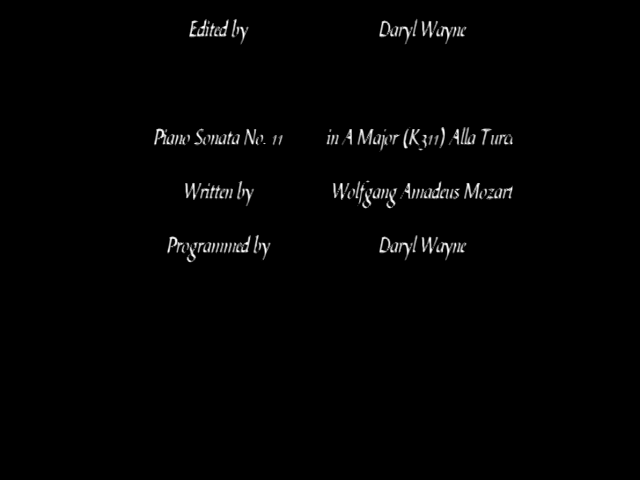 Edited by Daryl Wayne
Piano Sonata No. 11 in A Major (K311) Alla Turca
Written by Wolfgang Amadeus Mozart
Programmed by Daryl Wayne